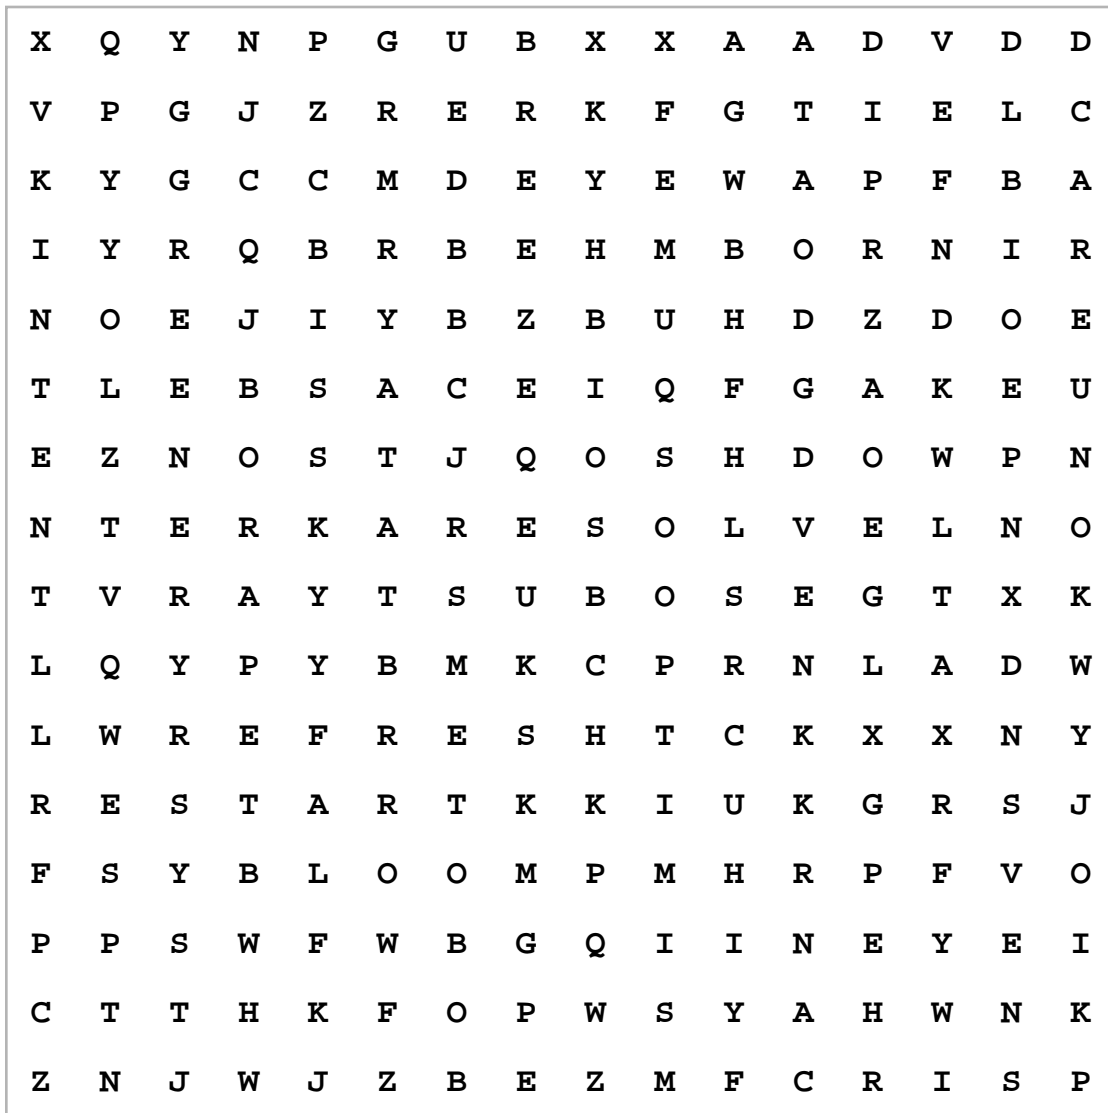 X Q Y N P G U B X X A A D V D D
V P G J Z R E R K F G T I E L C
K Y G C C M D E Y E W A P F B A
I Y R Q B R B E H M B O R N I R
N O E J I Y B Z B U H D Z D O E
T L E B S A C E I Q F G A K E U
E Z N O S T J Q O S H D O W P N
N T E R K A R E S O L V E L N O
T V R A Y T S U B O S E G T X K
L Q Y P Y B M K C P R N L A D W
L W R E F R E S H T C K X X N Y
R E S T A R T K K I U K G R S J
F S Y B L O O M P M H R P F V O
P P S W F W B G Q I I N E Y E I
C T T H K F O P W S Y A H W N K
Z N J W J Z B E Z M F C R I S P